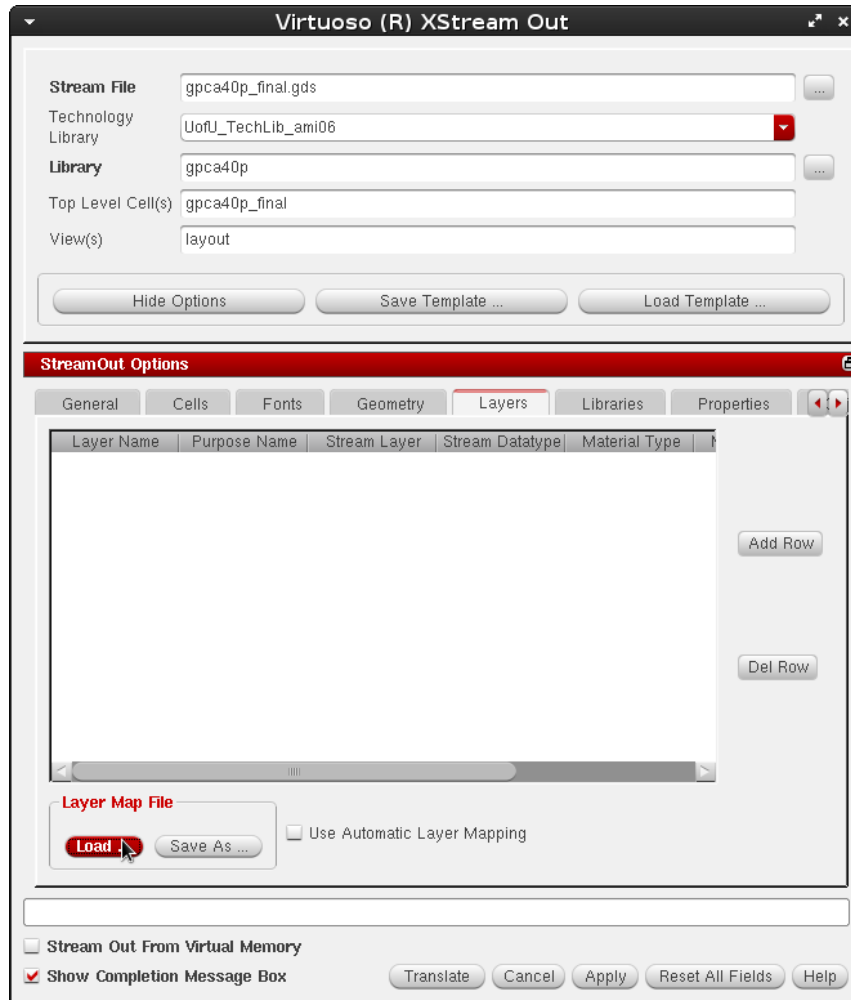 Virtuoso (R) XStream Out
Stream File gpca40p_final.gds ...
Technology
Library UofU_TechLib_ami06
Library gpca40p ...
Top Level Cell(s) gpca40p_final
View(s) layout
Hide Options Save Template ... Load Template ...
StreamOut Options
General Cells Fonts Geometry Layers Libraries Properties
Layer Name Purpose Name Stream Layer Stream Datatype Material Type
Add Row
Del Row
Layer Map File
Load Save As ... Use Automatic Layer Mapping
Stream Out From Virtual Memory
Show Completion Message Box Translate Cancel Apply Reset All Fields Help